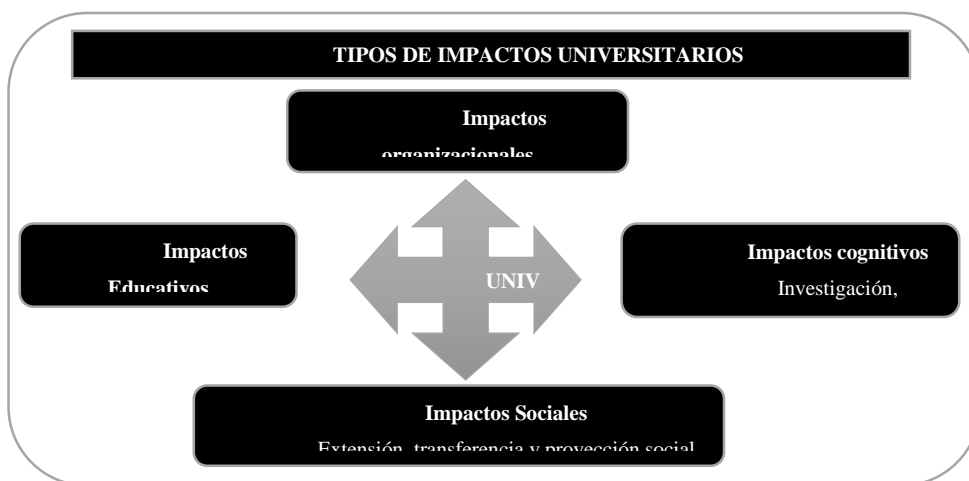 TIPOS DE IMPACTOS UNIVERSITARIOS
Impactos
organizacionales
Impactos
Educativos
UNIV
Impactos cognitivos
Investigación,
Impactos Sociales
Extensión, transferencia y proyección social